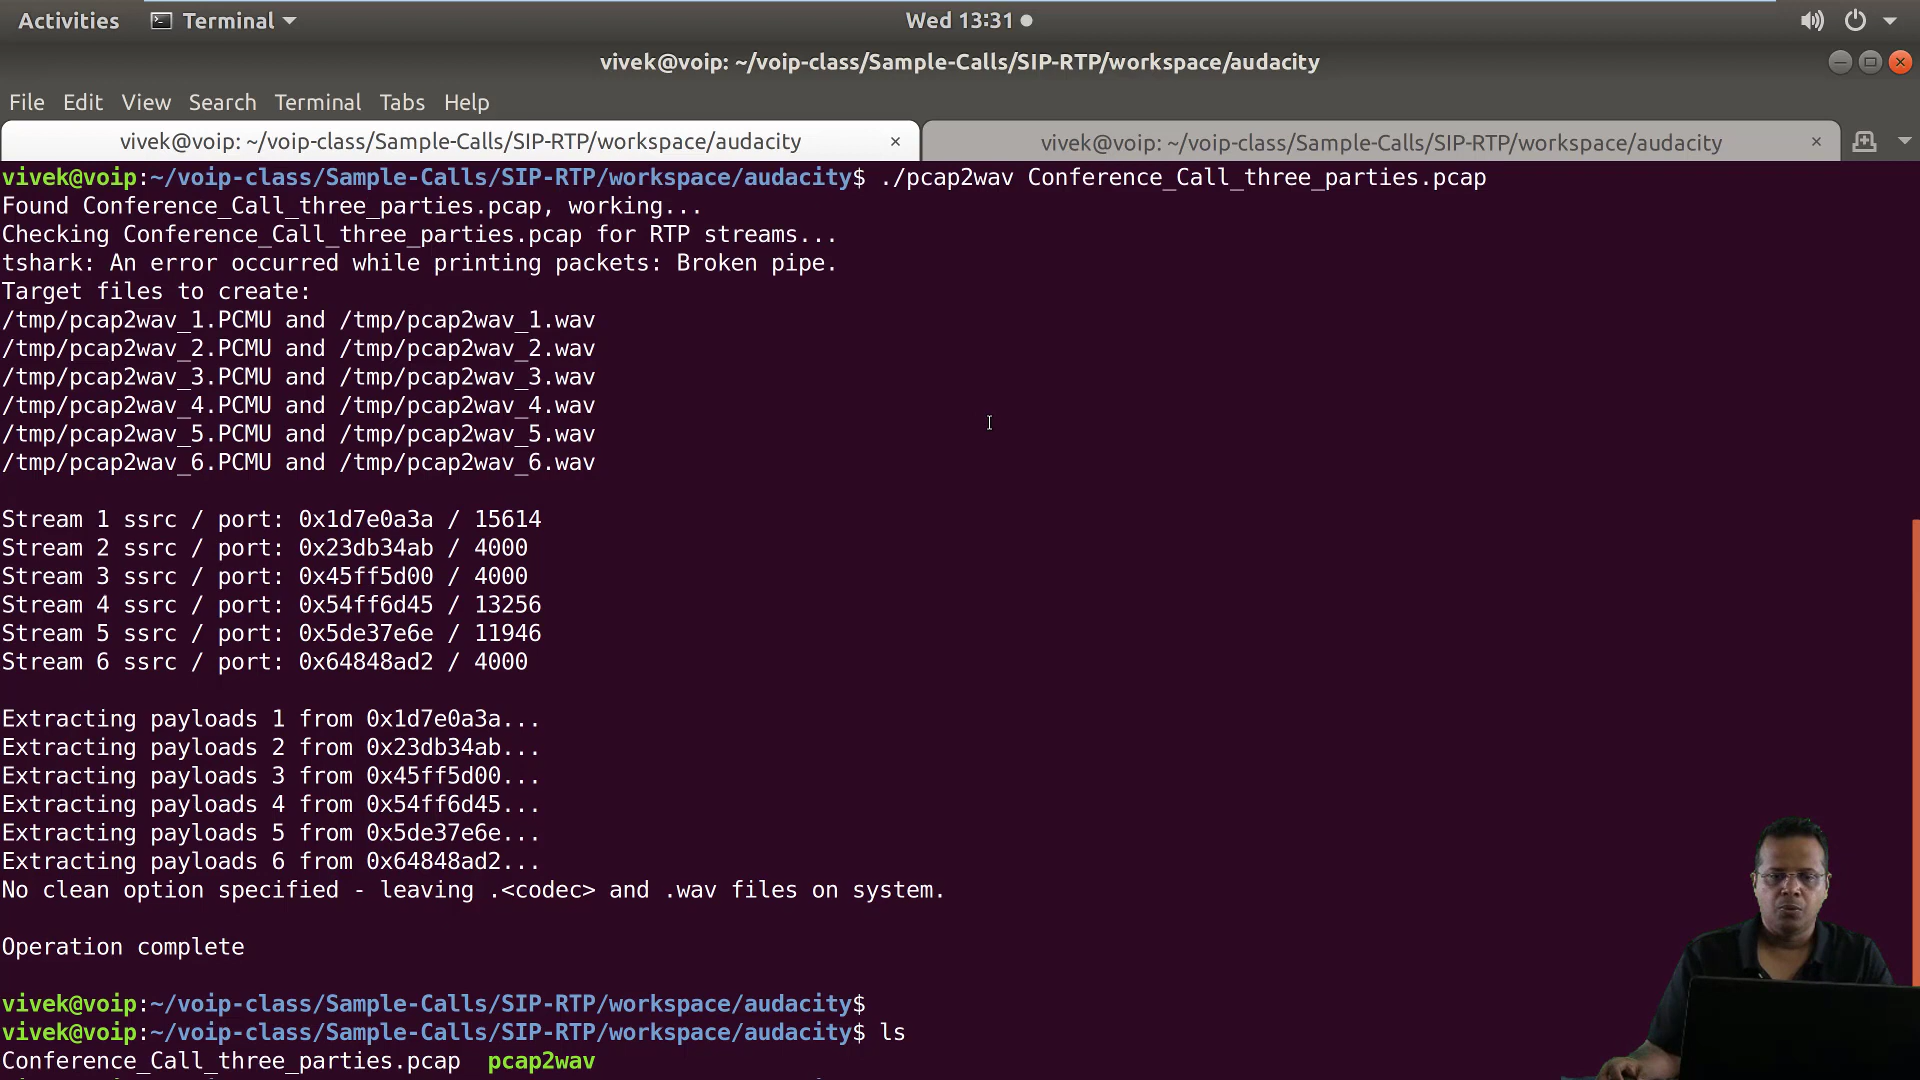 Activities Terminal Wed 13:31
vivek@voip: ~/voip-class/Sample-Calls/SIP-RTP/workspace/audacity
File Edit View Search Terminal Tabs Help
vivek@voip: ~/voip-class/Sample-Calls/SIP-RTP/workspace/audacity × vivek@voip: ~/voip-class/Sample-Calls/SIP-RTP/workspace/audacity ×
vivek@voip:~/voip-class/Sample-Calls/SIP-RTP/workspace/audacity$ ./pcap2wav Conference_Call_three_parties.pcap
Found Conference_Call_three_parties.pcap, working...
Checking Conference_Call_three_parties.pcap for RTP streams...
tshark: An error occurred while printing packets: Broken pipe.
Target files to create:
/tmp/pcap2wav_1.PCMU and /tmp/pcap2wav_1.wav
/tmp/pcap2wav_2.PCMU and /tmp/pcap2wav_2.wav
/tmp/pcap2wav_3.PCMU and /tmp/pcap2wav_3.wav
/tmp/pcap2wav_4.PCMU and /tmp/pcap2wav_4.wav
/tmp/pcap2wav_5.PCMU and /tmp/pcap2wav_5.wav
/tmp/pcap2wav_6.PCMU and /tmp/pcap2wav_6.wav
Stream 1 ssrc / port: 0x1d7e0a3a / 15614
Stream 2 ssrc / port: 0x23db34ab / 4000
Stream 3 ssrc / port: 0x45ff5d00 / 4000
Stream 4 ssrc / port: 0x54ff6d45 / 13256
Stream 5 ssrc / port: 0x5de37e6e / 11946
Stream 6 ssrc / port: 0x64848ad2 / 4000
Extracting payloads 1 from 0x1d7e0a3a...
Extracting payloads 2 from 0x23db34ab...
Extracting payloads 3 from 0x45ff5d00...
Extracting payloads 4 from 0x54ff6d45...
Extracting payloads 5 from 0x5de37e6e...
Extracting payloads 6 from 0x64848ad2...
No clean option specified - leaving .<codec> and .wav files on system.
Operation complete
vivek@voip:~/voip-class/Sample-Calls/SIP-RTP/workspace/audacity$
vivek@voip:~/voip-class/Sample-Calls/SIP-RTP/workspace/audacity$ ls
Conference_Call_three_parties.pcap pcap2wav